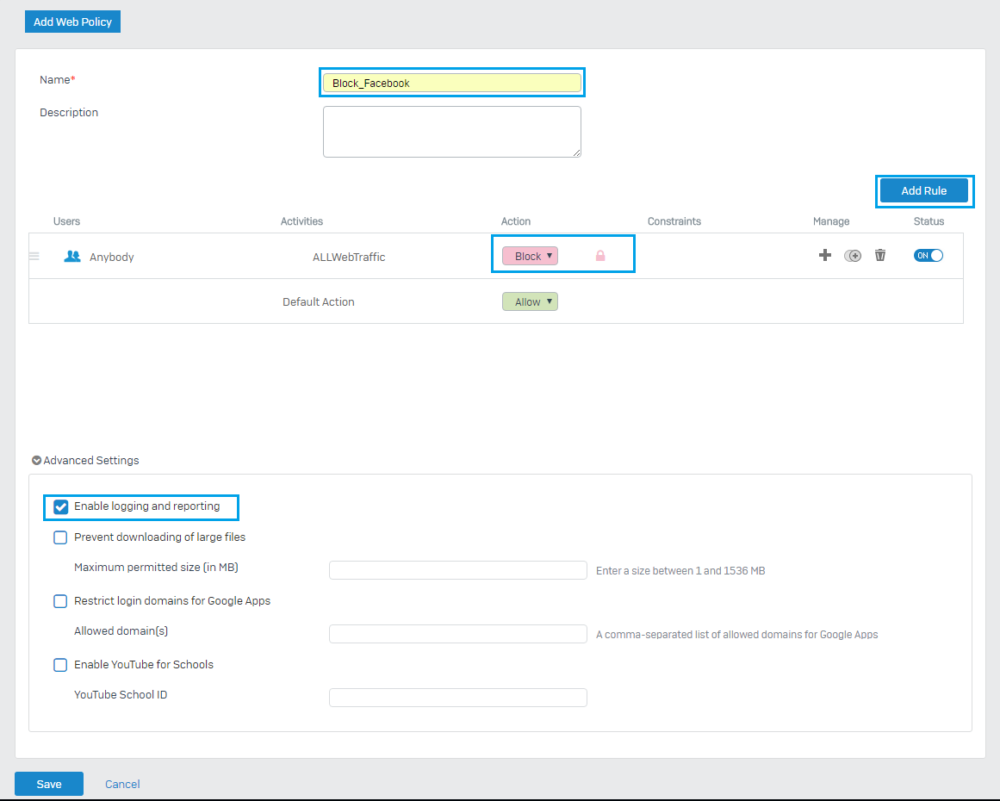 Add Web Policy
Name*
Block_Facebook
Description
Add Rule
Users Activities Action Constraints Manage Status
Anybody ALLWebTraffic Block ON
Default Action Allow
Advanced Settings
Enable logging and reporting
Prevent downloading of large files
Maximum permitted size (in MB) Enter a size between 1 and 1536 MB
Restrict login domains for Google Apps
Allowed domain(s) A comma-separated list of allowed domains for Google Apps
Enable YouTube for Schools
YouTube School ID
Save Cancel